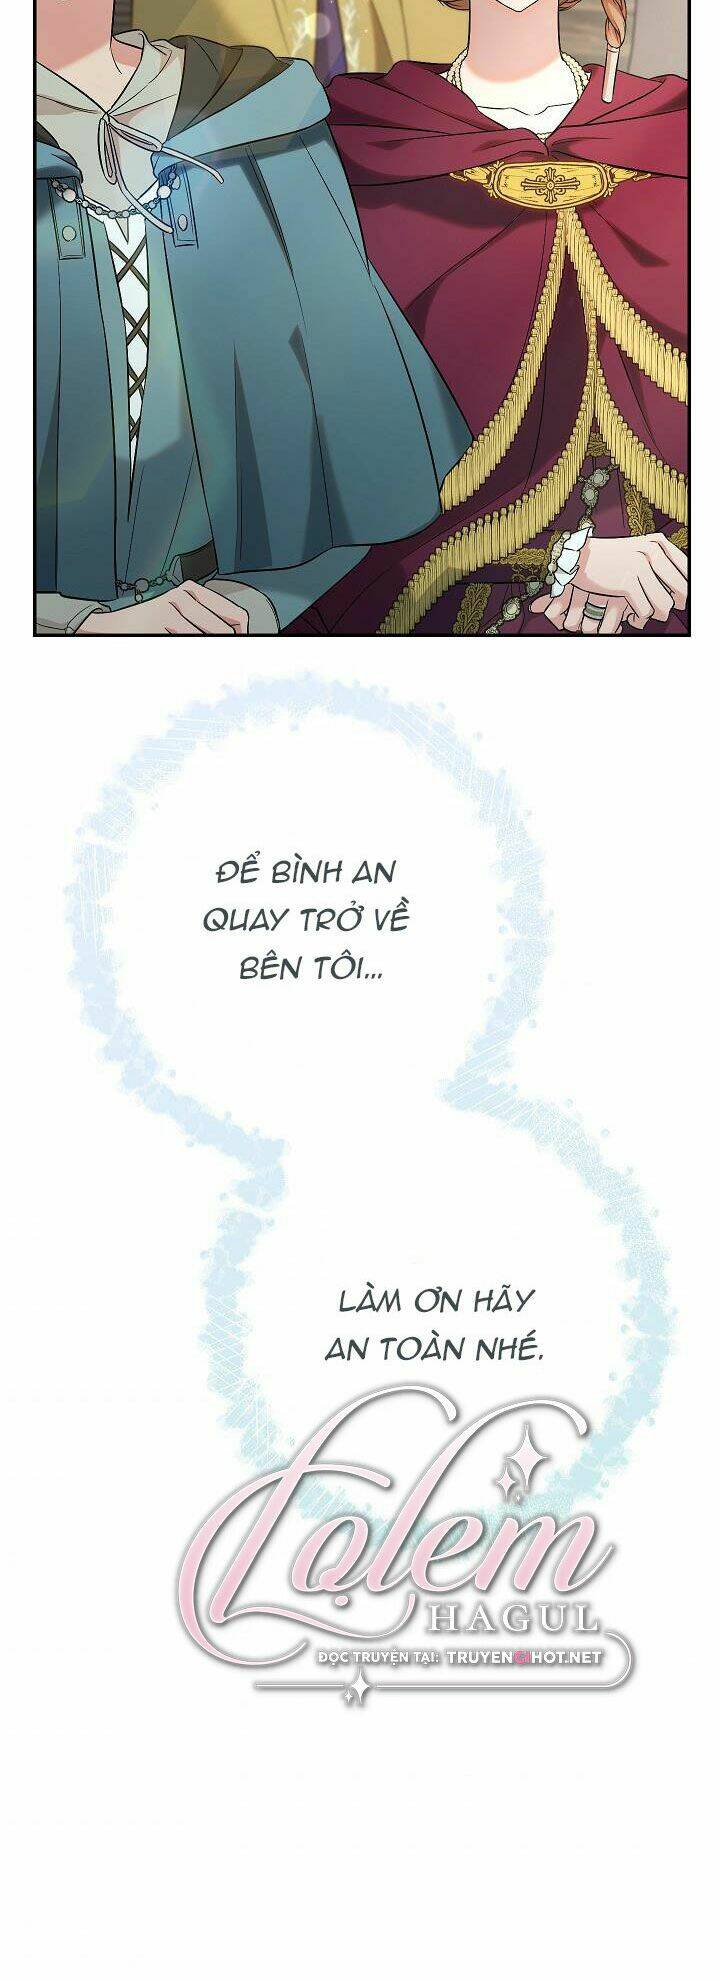 ĐỂ BÌNH AN
QUAY TRỞ VỀ
BÊN TÔI...
LÀM ƠN HÃY
AN TOÀN NHÉ.
Lọlem
HAGUL
ĐỌC TRUYỆN TẠI: TRUYENGIHOT.NET